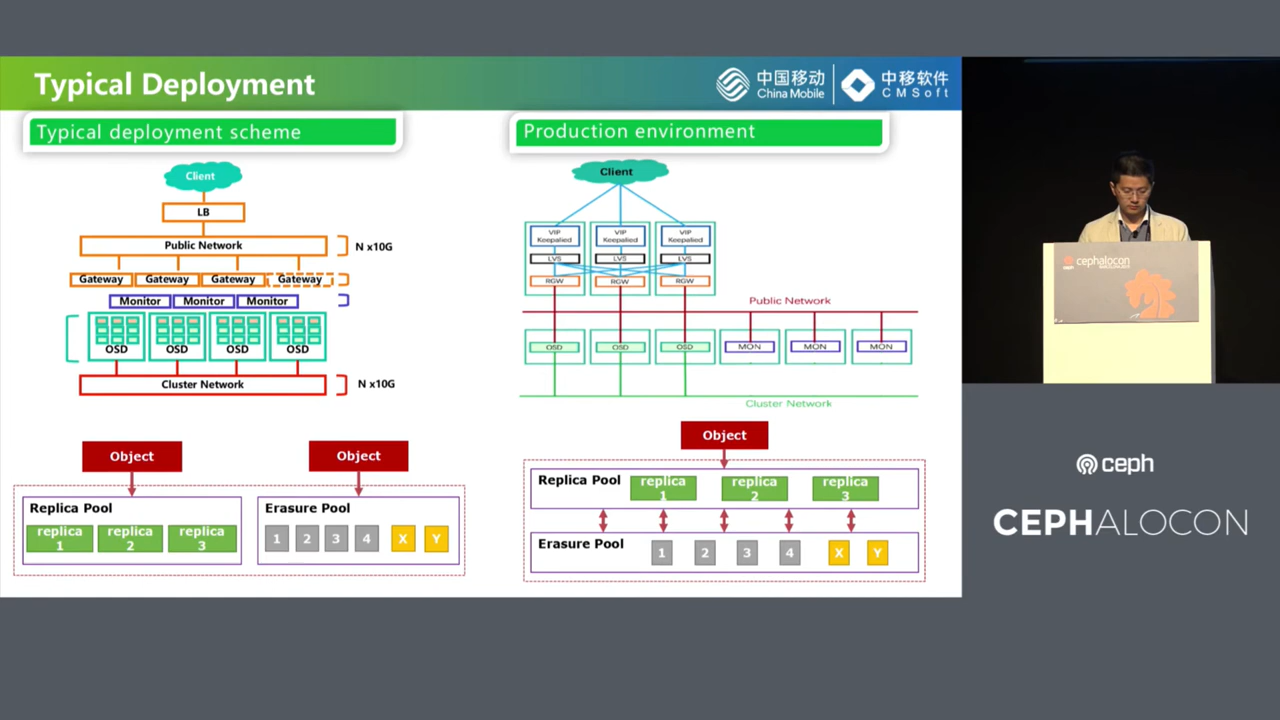 Typical Deployment
中国移动
China Mobile
中移软件
CMSoft
Typical deployment scheme
Client
LB
Public Network
N x10G
Gateway Gateway Gateway Gateway
Monitor Monitor Monitor
OSD OSD OSD OSD
Cluster Network
N x10G
Object
Object
Replica Pool
replica 1
replica 2
replica 3
Erasure Pool
1 2 3 4 X Y
Production environment
Client
VIP Keepalied
VIP Keepalied
VIP Keepalied
LVS LVS LVS
RGW RGW RGW
Public Network
OSD OSD OSD MON MON MON
Cluster Network
Object
Replica Pool
replica 1
replica 2
replica 3
Erasure Pool
1 2 3 4 X Y
cephalocon
ceph
CEPHALOCON